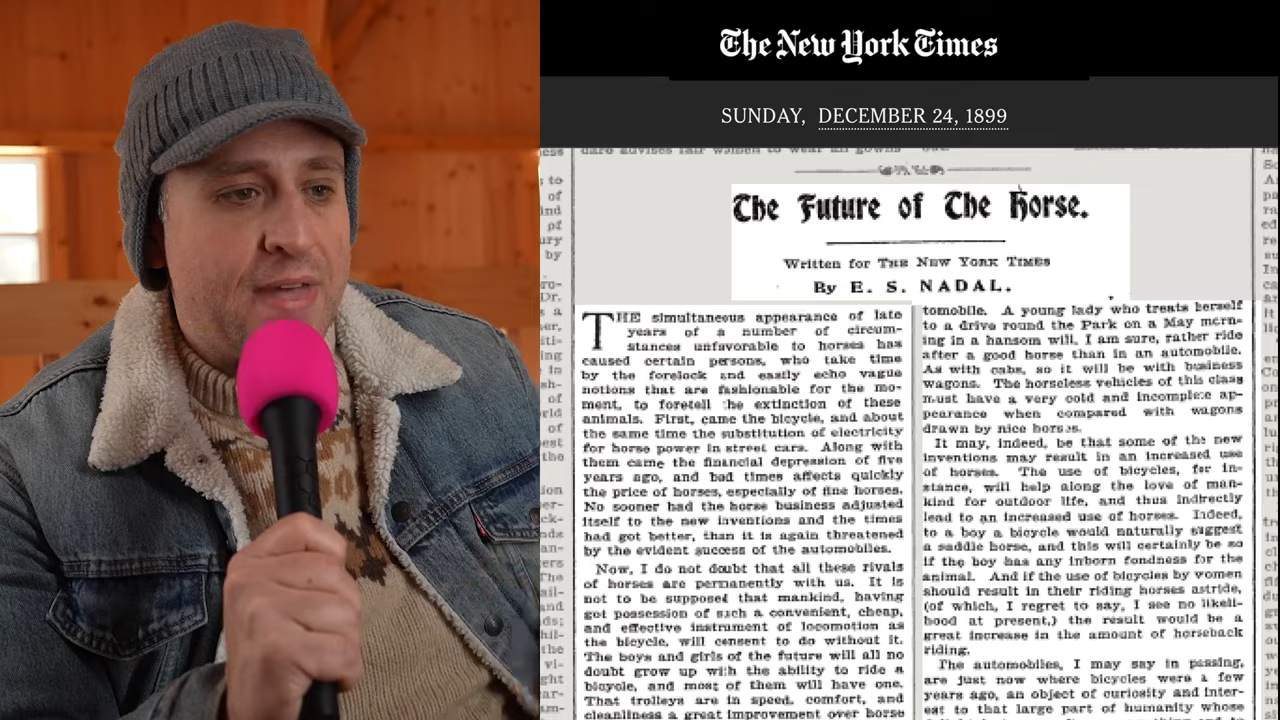 The New York Times
SUNDAY, DECEMBER 24, 1899
The Future of The Horse.
Written for THE NEW YORK TIMES
By E. S. NADAL.
THE simultaneous appearance of late
years of a number of circum-
stances unfavorable to horses has
caused certain persons, who take time
by the forelock and easily echo vague
notions that are fashionable for the mo-
ment, to foretell the extinction of these
animals. First, came the bicycle, and about
the same time the substitution of electricity
for horse power in street cars. Along with
them came the financial depression of five
years ago, and bad times affects quickly
the price of horses, especially of fine horses.
No sooner had the horse business adjusted
itself to the new inventions and the times
had got better, than it is again threatened
by the evident success of the automobiles.
Now, I do not doubt that all these rivals
of horses are permanently with us. It is
not to be supposed that mankind, having
got possession of such a convenient, cheap,
and effective instrument of locomotion as
the bicycle, will consent to do without it.
The boys and girls of the future will all no
doubt grow up with the ability to ride a
bicycle, and most of them will have one.
That trolleys are in speed, comfort, and
cleanliness a great improvement over horse
tomobile. A young lady who treats herself
to a drive round the Park on a May morn-
ing in a hansom will, I am sure, rather ride
after a good horse than in an automobile.
As with cabs, so it will be with business
wagons. The horseless vehicles of this class
must have a very cold and incomplete ap-
pearance when compared with wagons
drawn by nice horses.
It may, indeed, be that some of the new
inventions may result in an increased use
of horses. The use of bicycles, for in-
stance, will help along the love of man-
kind for outdoor life, and thus indirectly
lead to an increased use of horses. Indeed,
to a boy a bicycle would naturally suggest
a saddle horse, and this will certainly be so
if the boy has any inborn fondness for the
animal. And if the use of bicycles by women
should result in their riding horses astride,
(of which, I regret to say, I see no likeli-
hood at present,) the result would be a
great increase in the amount of horseback
riding.
The automobiles, I may say in passing,
are just now where bicycles were a few
years ago, an object of curiosity and inter-
est to that large part of humanity whose